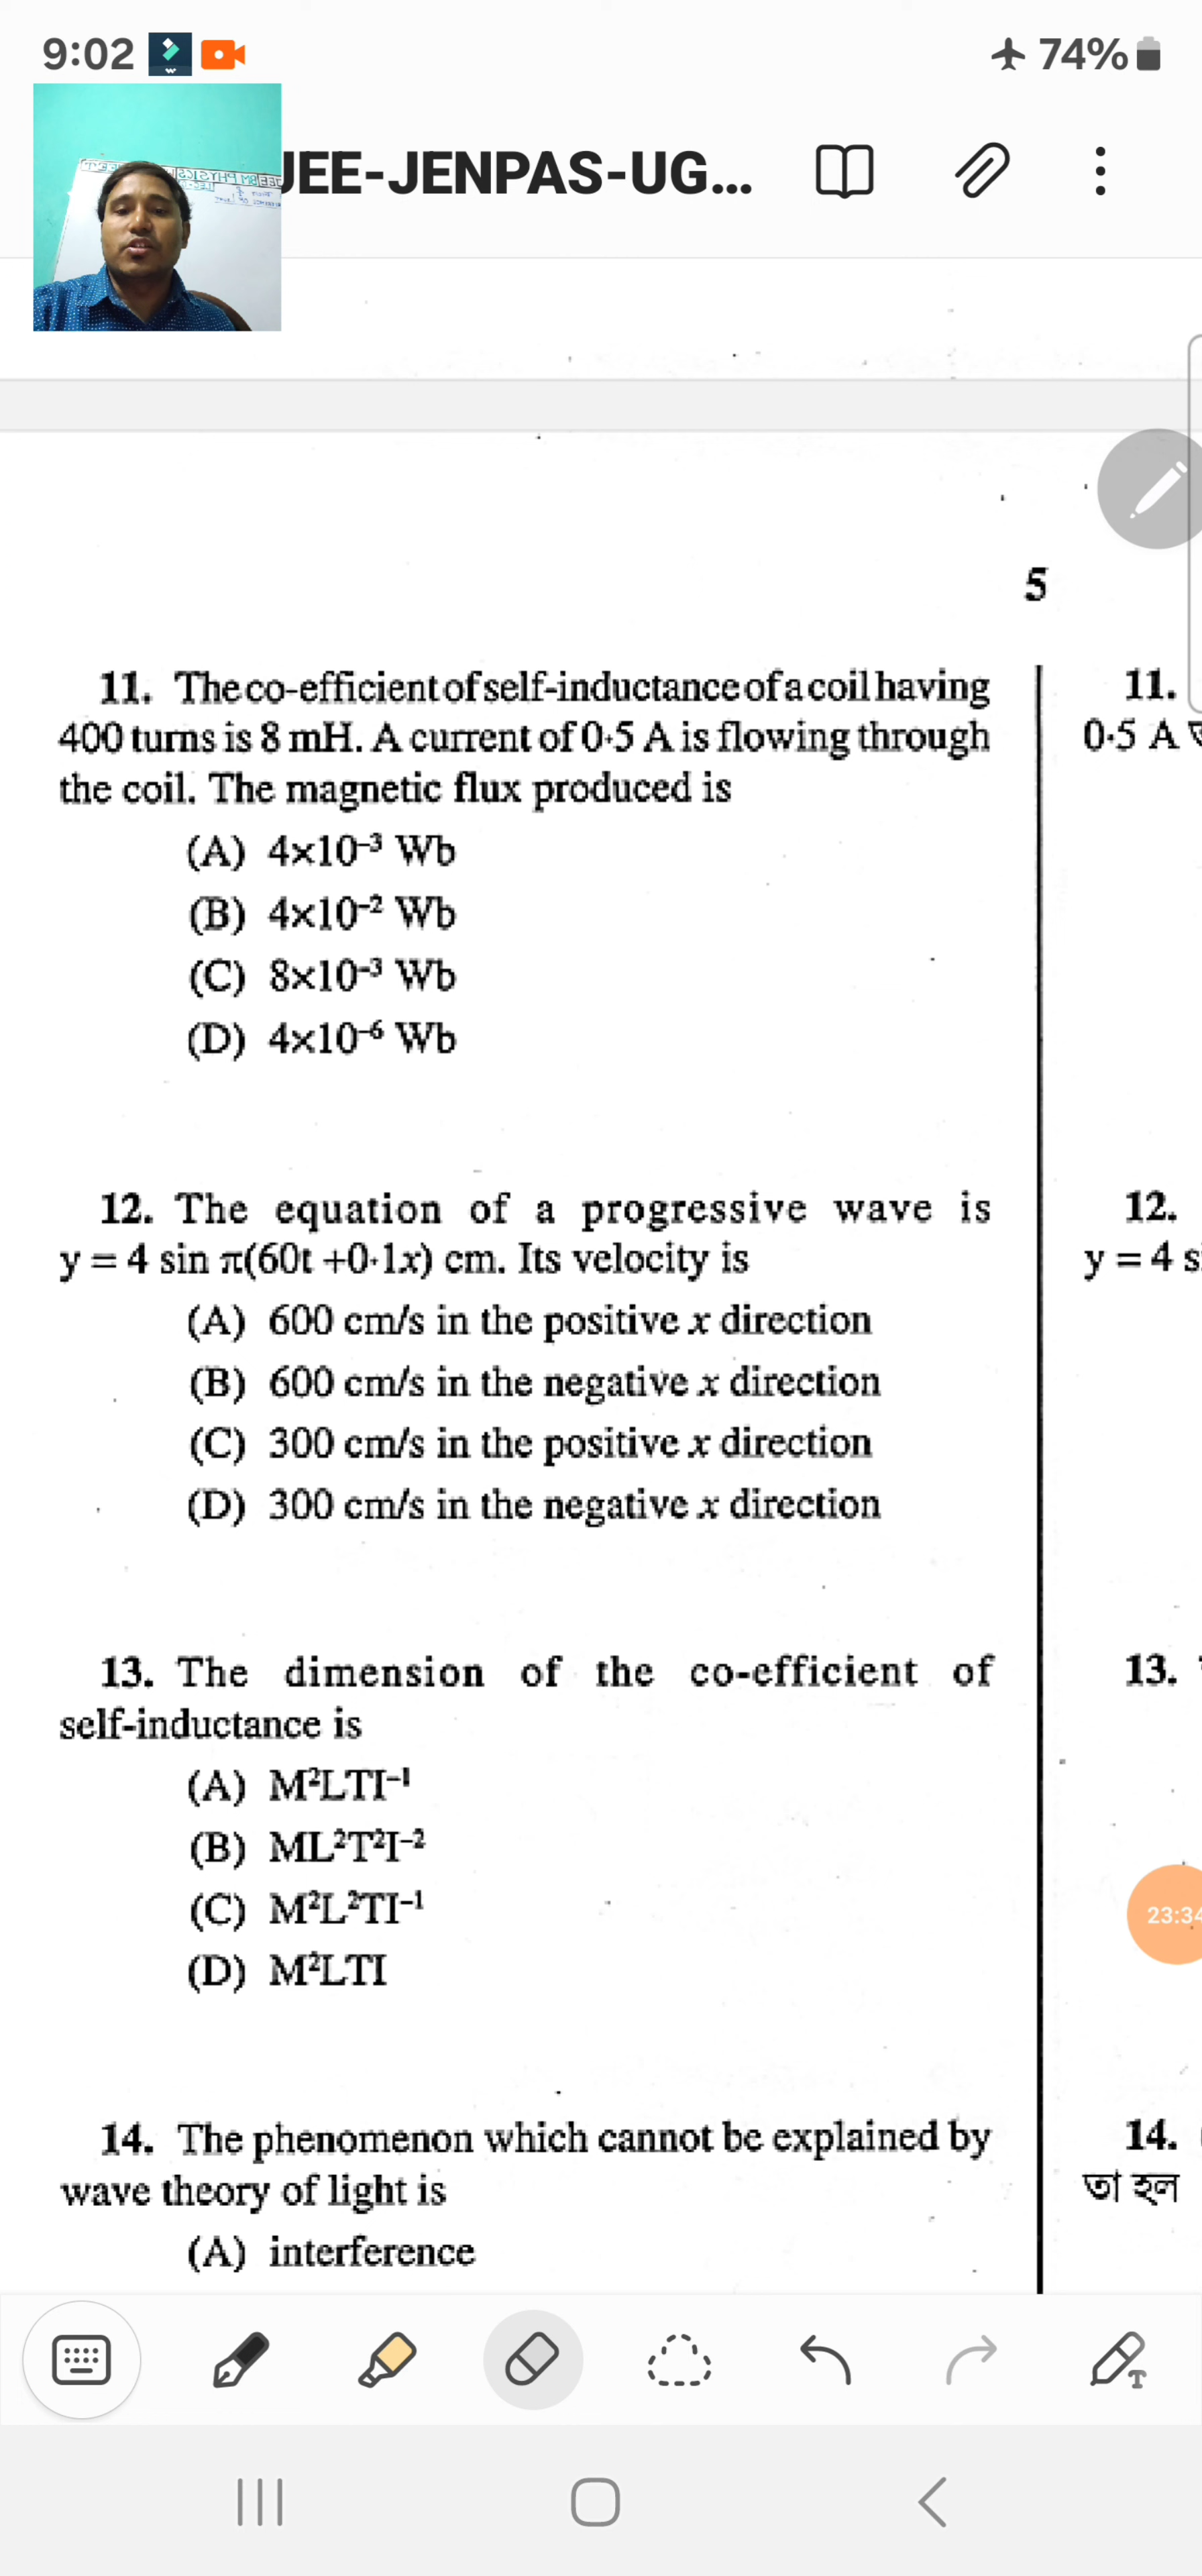 9:02
74%
JEE-JENPAS-UG...
5
11. The co-efficient of self-inductance of a coil having
400 turns is 8 mH. A current of 0·5 A is flowing through
the coil. The magnetic flux produced is
(A) 4×10⁻³ Wb
(B) 4×10⁻² Wb
(C) 8×10⁻³ Wb
(D) 4×10⁻⁶ Wb
12. The equation of a progressive wave is
y = 4 sin π(60t +0·1x) cm. Its velocity is
(A) 600 cm/s in the positive x direction
(B) 600 cm/s in the negative x direction
(C) 300 cm/s in the positive x direction
(D) 300 cm/s in the negative x direction
13. The dimension of the co-efficient of
self-inductance is
(A) M²LTI⁻¹
(B) ML²T²I⁻²
(C) M²L²TI⁻¹
(D) M²LTI
14. The phenomenon which cannot be explained by
wave theory of light is
(A) interference
11.
0·5 A
12.
y = 4 s
13.
14.
তা হল
23:34